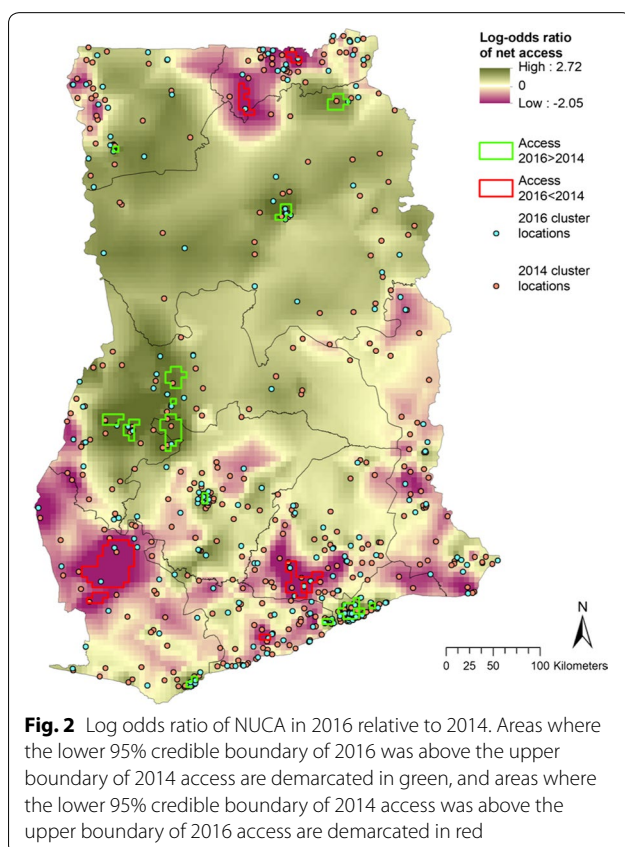 Log-odds ratio
of net access
High : 2.72
0
Low : -2.05
Access
2016>2014
Access
2016<2014
2016 cluster
locations
2014 cluster
locations
N
0 25 50 100 Kilometers
Fig. 2 Log odds ratio of NUCA in 2016 relative to 2014. Areas where
the lower 95% credible boundary of 2016 was above the upper
boundary of 2014 access are demarcated in green, and areas where
the lower 95% credible boundary of 2014 access was above the
upper boundary of 2016 access are demarcated in red